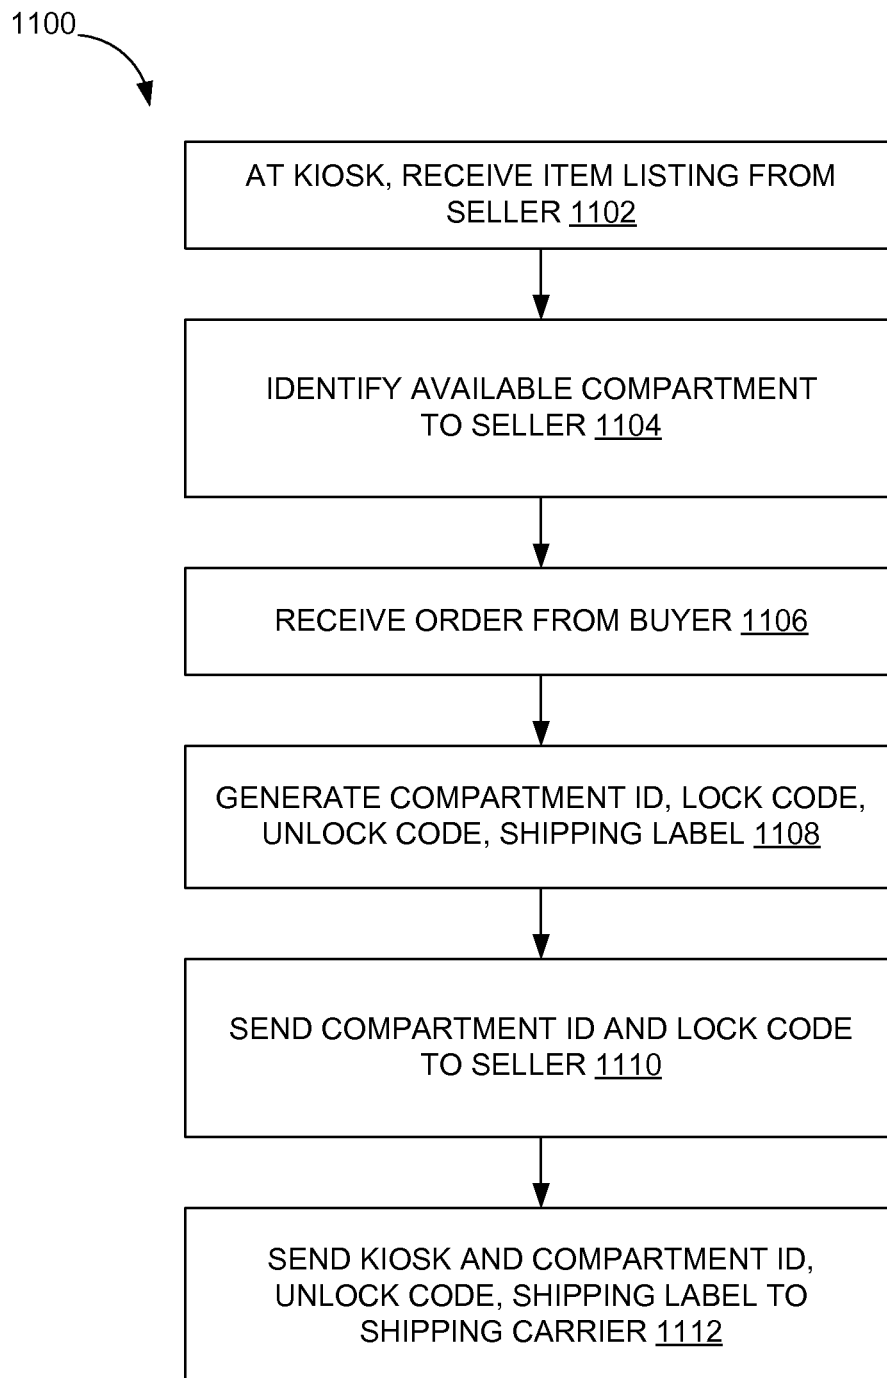 1100
AT KIOSK, RECEIVE ITEM LISTING FROM
SELLER 1102
IDENTIFY AVAILABLE COMPARTMENT
TO SELLER 1104
RECEIVE ORDER FROM BUYER 1106
GENERATE COMPARTMENT ID, LOCK CODE,
UNLOCK CODE, SHIPPING LABEL 1108
SEND COMPARTMENT ID AND LOCK CODE
TO SELLER 1110
SEND KIOSK AND COMPARTMENT ID,
UNLOCK CODE, SHIPPING LABEL TO
SHIPPING CARRIER 1112